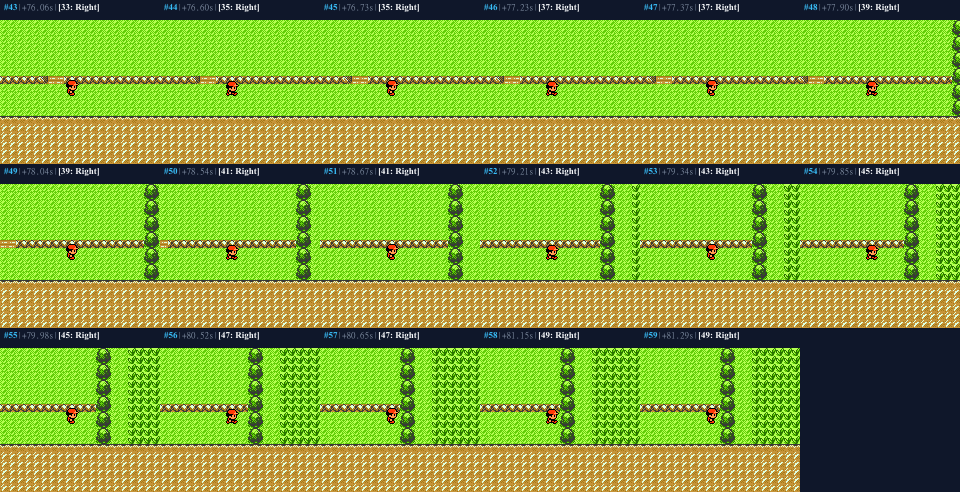 #43|+76.06s| [33: Right]
#44|+76.60s| [35: Right]
#45|+76.73s| [35: Right]
#46|+77.23s| [37: Right]
#47|+77.37s| [37: Right]
#48|+77.90s| [39: Right]
#49|+78.04s| [39: Right]
#50|+78.54s| [41: Right]
#51|+78.67s| [41: Right]
#52|+79.21s| [43: Right]
#53|+79.34s| [43: Right]
#54|+79.85s| [45: Right]
#55|+79.98s| [45: Right]
#56|+80.52s| [47: Right]
#57|+80.65s| [47: Right]
#58|+81.15s| [49: Right]
#59|+81.29s| [49: Right]